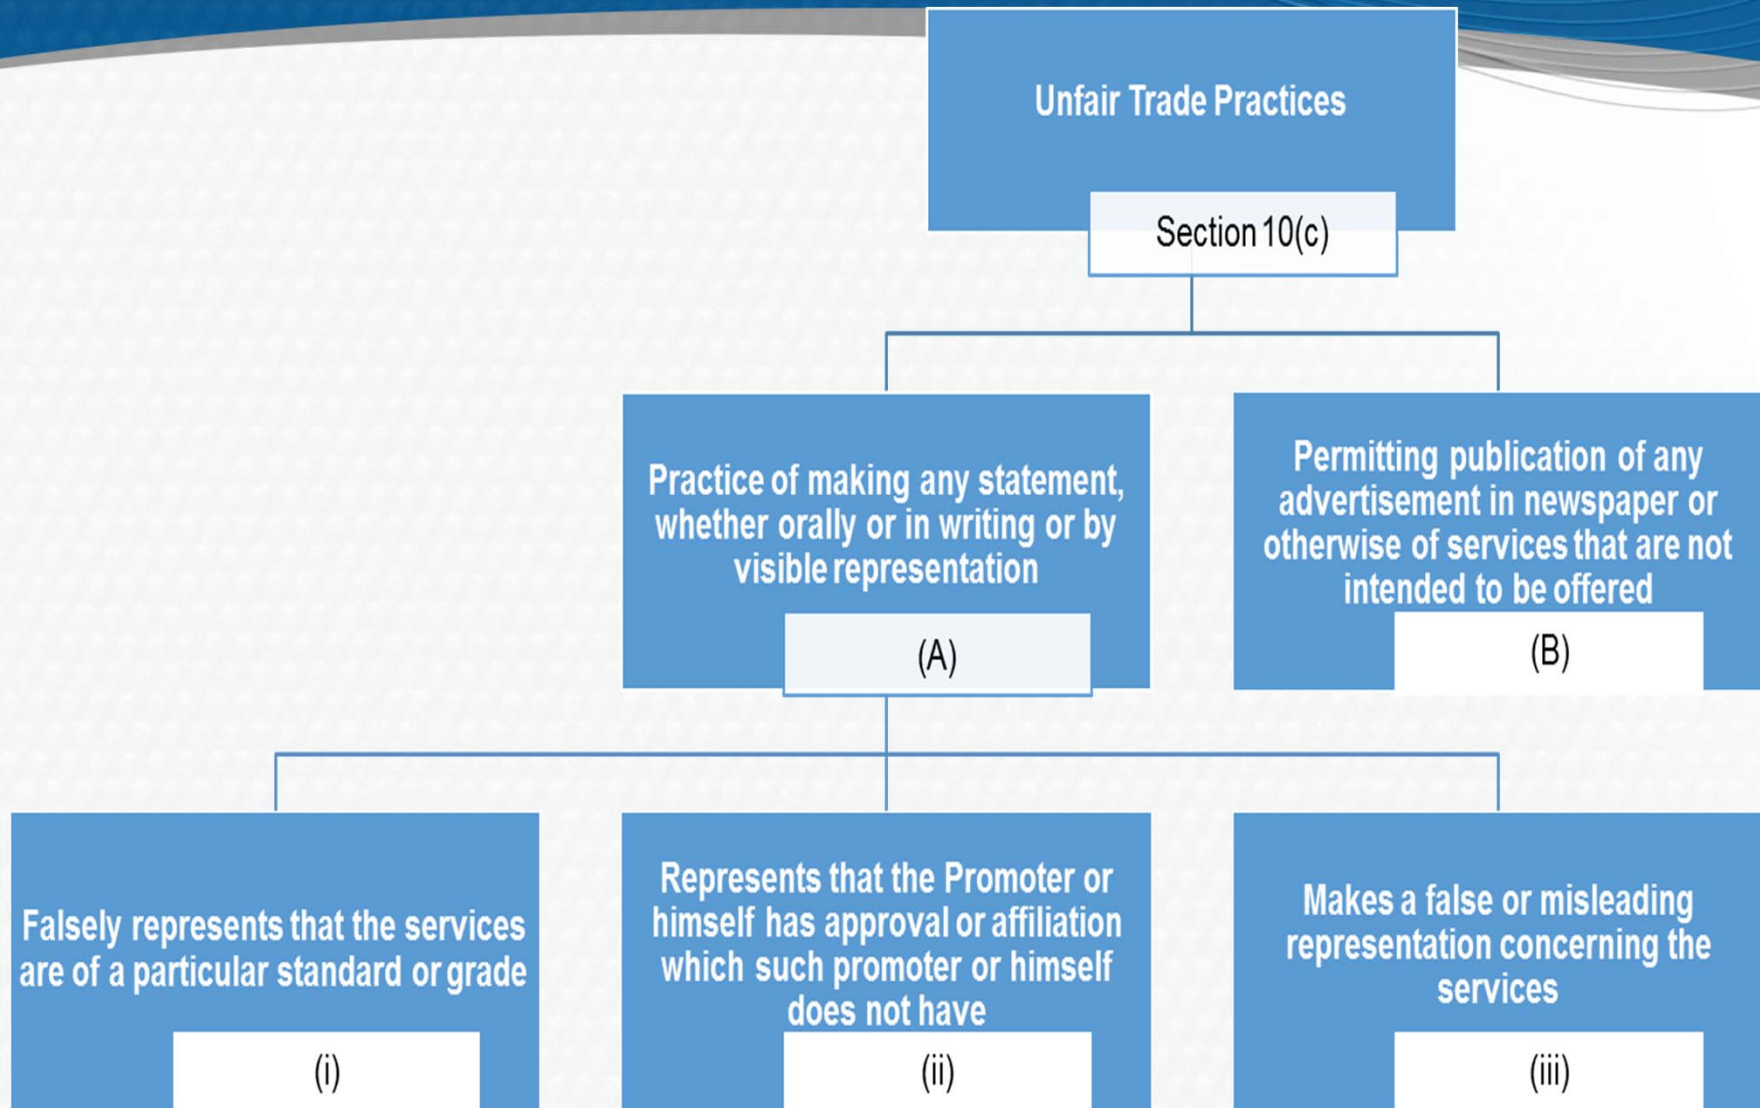 Unfair Trade Practices
Section 10(c)
Practice of making any statement,
whether orally or in writing or by
visible representation
(A)
Permitting publication of any
advertisement in newspaper or
otherwise of services that are not
intended to be offered
(B)
Falsely represents that the services
are of a particular standard or grade
(i)
Represents that the Promoter or
himself has approval or affiliation
which such promoter or himself
does not have
(ii)
Makes a false or misleading
representation concerning the
services
(iii)